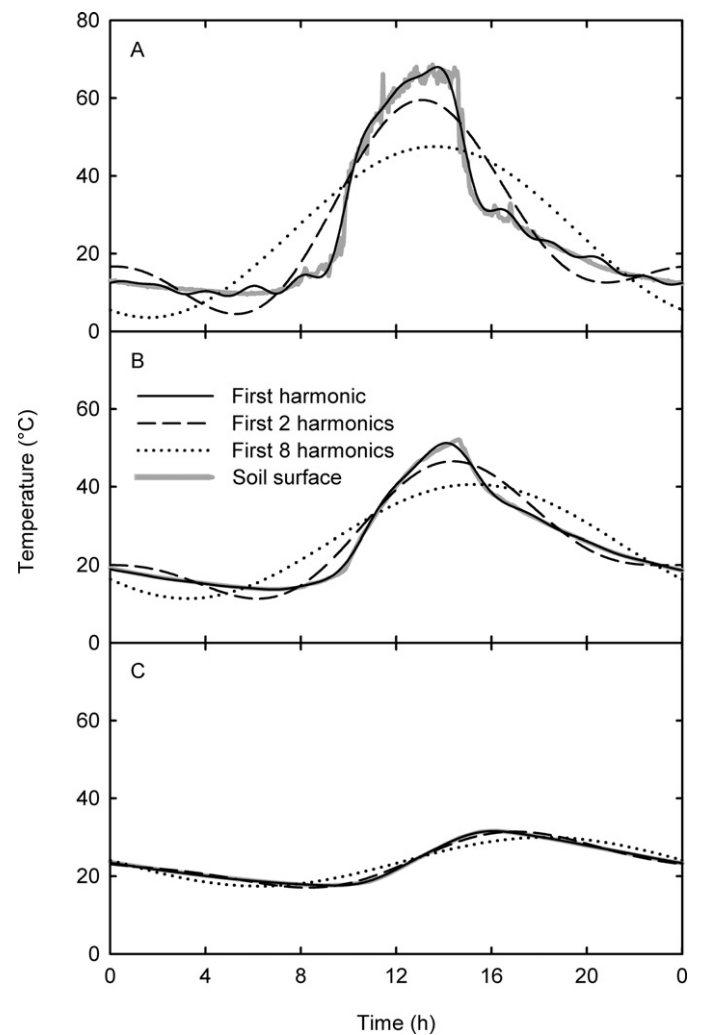 80
A
60
40
20
0
B
First harmonic
First 2 harmonics
First 8 harmonics
Soil surface
60
40
20
0
Temperature (°C)
C
60
40
20
0
0 4 8 12 16 20 0
Time (h)